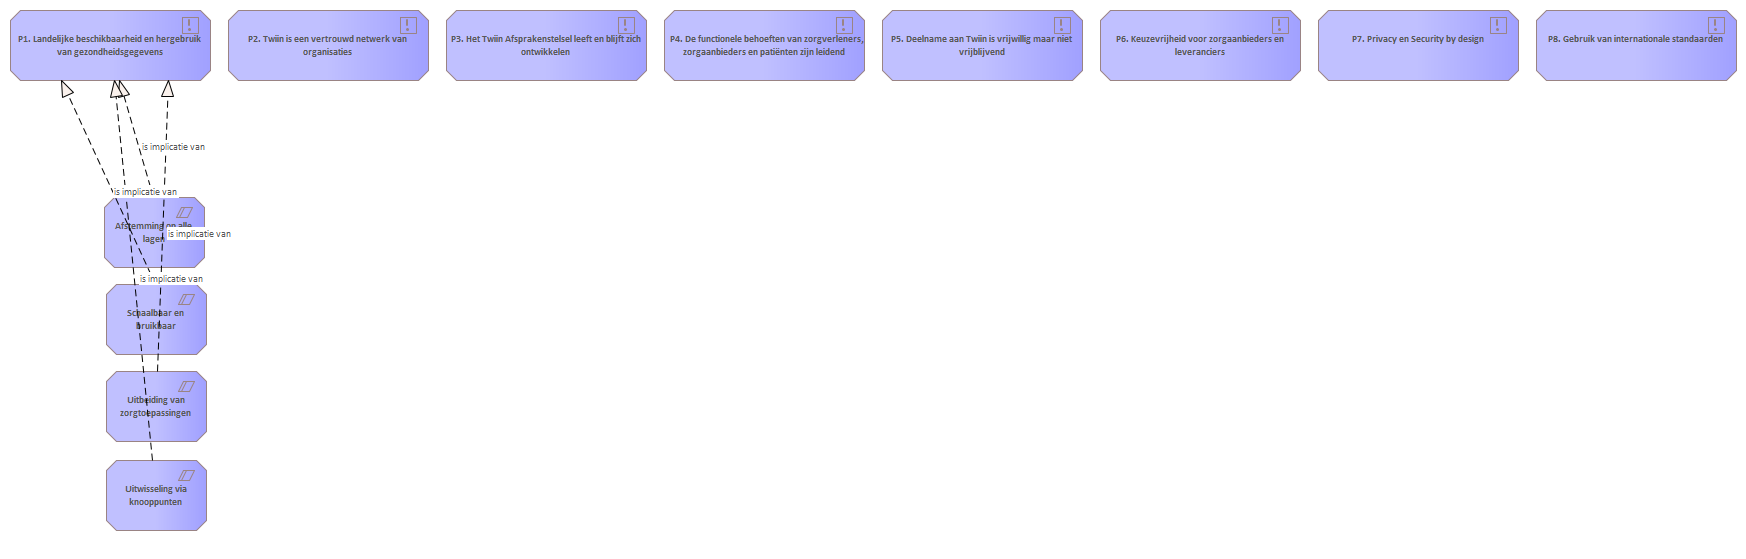 P1. Landelijke beschikbaarheid en hergebruik
van gezondheidsgegevens
P2. Twiin is een vertrouwd netwerk van
organisaties
P3. Het Twiin Afsprakenstelsel leeft en blijft zich
ontwikkelen
P4. De functionele behoeften van zorgverleners,
zorgaanbieders en patiënten zijn leidend
P5. Deelname aan Twiin is vrijwillig maar niet
vrijblijvend
P6. Keuzevrijheid voor zorgaanbieders en
leveranciers
P7. Privacy en Security by design
P8. Gebruik van internationale standaarden
is implicatie van
is implicatie van
Afstemming op alle
lagen
is implicatie van
is implicatie van
Schaalbaar en
bruikbaar
Uitbeiding van
zorgtoepassingen
Uitwisseling via
knooppunten